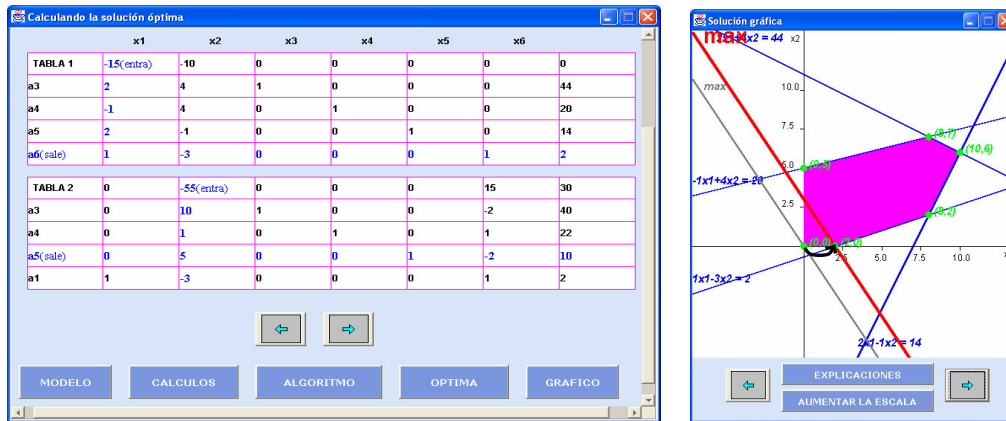 Calculando la solución óptima
x1 x2 x3 x4 x5 x6
TABLA 1 -15(entra) -10 0 0 0 0 0
a3 2 4 1 0 0 0 44
a4 -1 4 0 1 0 0 20
a5 2 -1 0 0 1 0 14
a6(sale) 1 -3 0 0 0 1 2
TABLA 2 0 -55(entra) 0 0 0 15 30
a3 0 10 1 0 0 -2 40
a4 0 1 0 1 0 1 22
a5(sale) 0 5 0 0 1 -2 10
a1 1 -3 0 0 0 1 2
MODELO CALCULOS ALGORITMO OPTIMA GRAFICO
Solución gráfica
max = 44 x2
max 10.0
7.5
(8,7)
(10,6)
5.0 (0,5)
-1x1+4x2 = 20
2.5
(8,2)
(0,0) (2,0)
2.5 5.0 7.5 10.0
1x1-3x2 = 2
2x1-1x2 = 14
EXPLICACIONES
AUMENTAR LA ESCALA